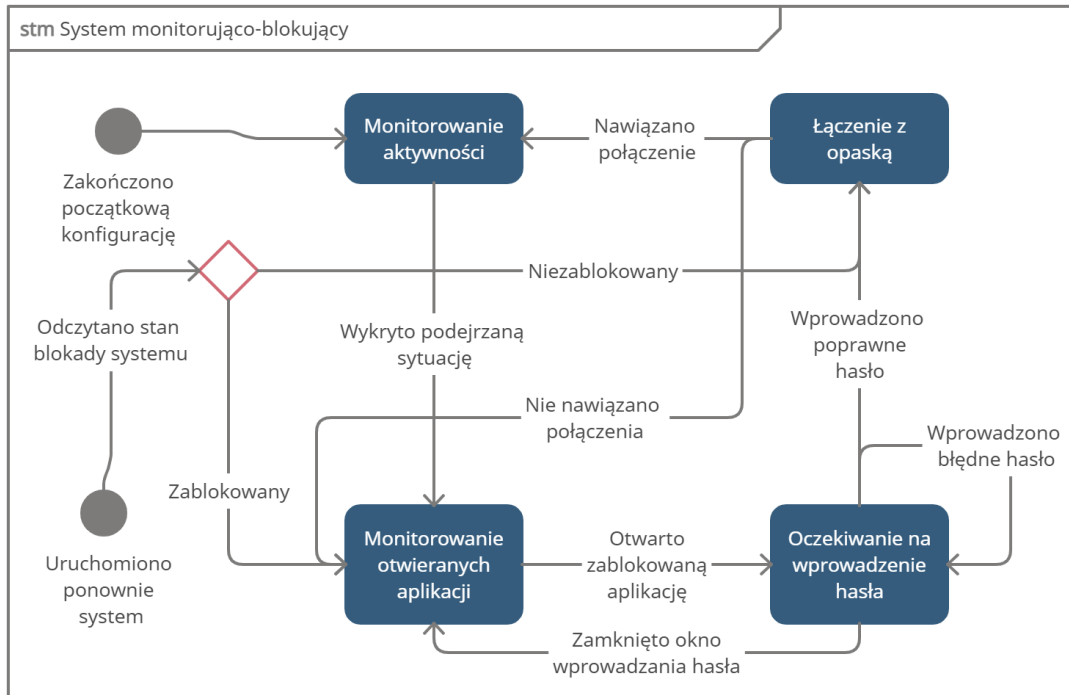 stm System monitorująco-blokujący
Monitorowanie
aktywności
Nawiązano
połączenie
Łączenie z
opaską
Zakończono
początkową
konfigurację
Niezablokowany
Odczytano stan
blokady systemu
Wykryto podejrzaną
sytuację
Wprowadzono
poprawne
hasło
Nie nawiązano
połączenia
Wprowadzono
błędne hasło
Zablokowany
Uruchomiono
ponownie
system
Monitorowanie
otwieranych
aplikacji
Otwarto
zablokowaną
aplikację
Oczekiwanie na
wprowadzenie
hasła
Zamknięto okno
wprowadzania hasła